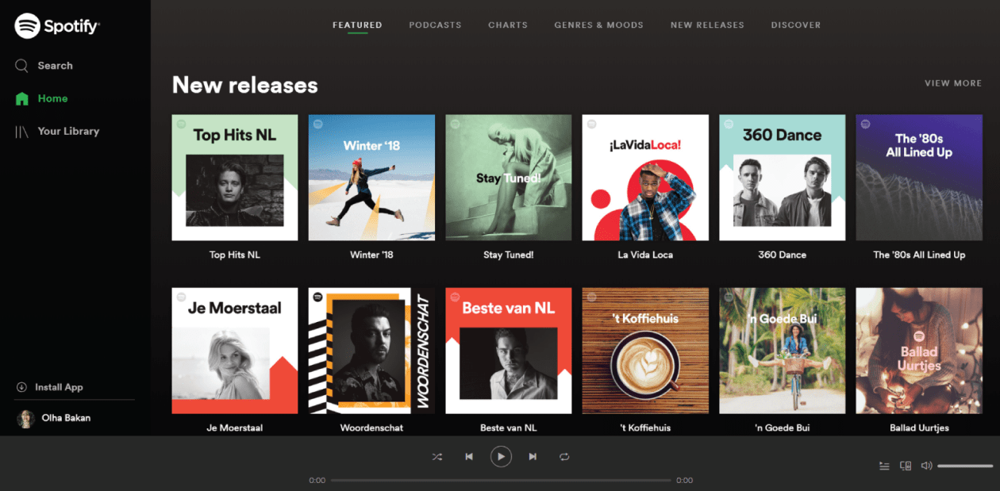 Spotify
Search
Home
Your Library
Install App
Olha Bakan
FEATURED PODCASTS CHARTS GENRES & MOODS NEW RELEASES DISCOVER
New releases
VIEW MORE
Top Hits NL
Winter ‘18
Stay Tuned!
¡LaVidaLoca!
360 Dance
The '80s
All Lined Up
Top Hits NL
Winter '18
Stay Tuned!
La Vida Loca
360 Dance
The '80s All Lined Up
Je Moerstaal
WOORDENSCHAT
Beste van NL
't Koffiehuis
'n Goede Bui
Ballad
Uurtjes
Je Moerstaal
Woordenschat
Beste van NL
't Koffiehuis
'n Goede Bui
Ballad Uurtjes
0:00
0:00